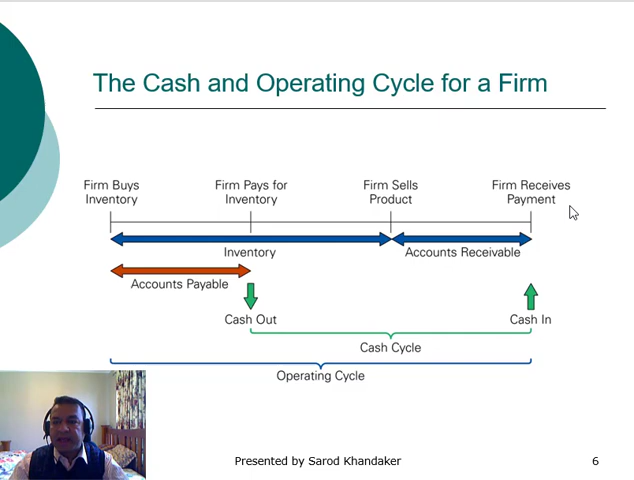 The Cash and Operating Cycle for a Firm
Firm Buys
Inventory
Firm Pays for
Inventory
Firm Sells
Product
Firm Receives
Payment
Inventory
Accounts Receivable
Accounts Payable
Cash Out
Cash In
Cash Cycle
Operating Cycle
Presented by Sarod Khandaker
6